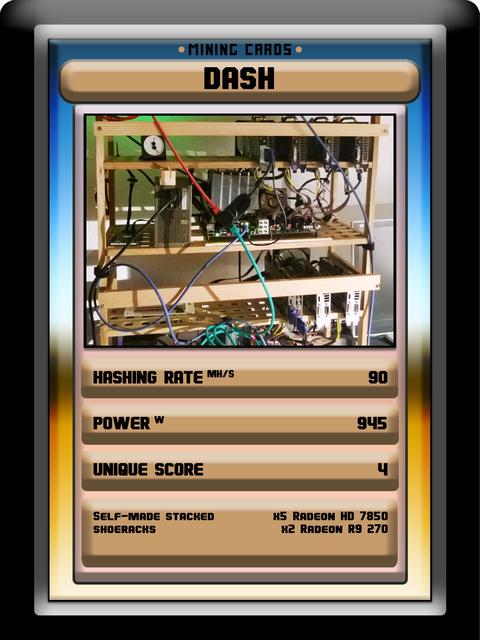 • MINING CARDS •
DASH
HASHING RATE MH/S 90
POWER W 945
UNIQUE SCORE 4
SELF-MADE STACKED x5 RADEON HD 7850
SHOERACKS x2 RADEON R9 270